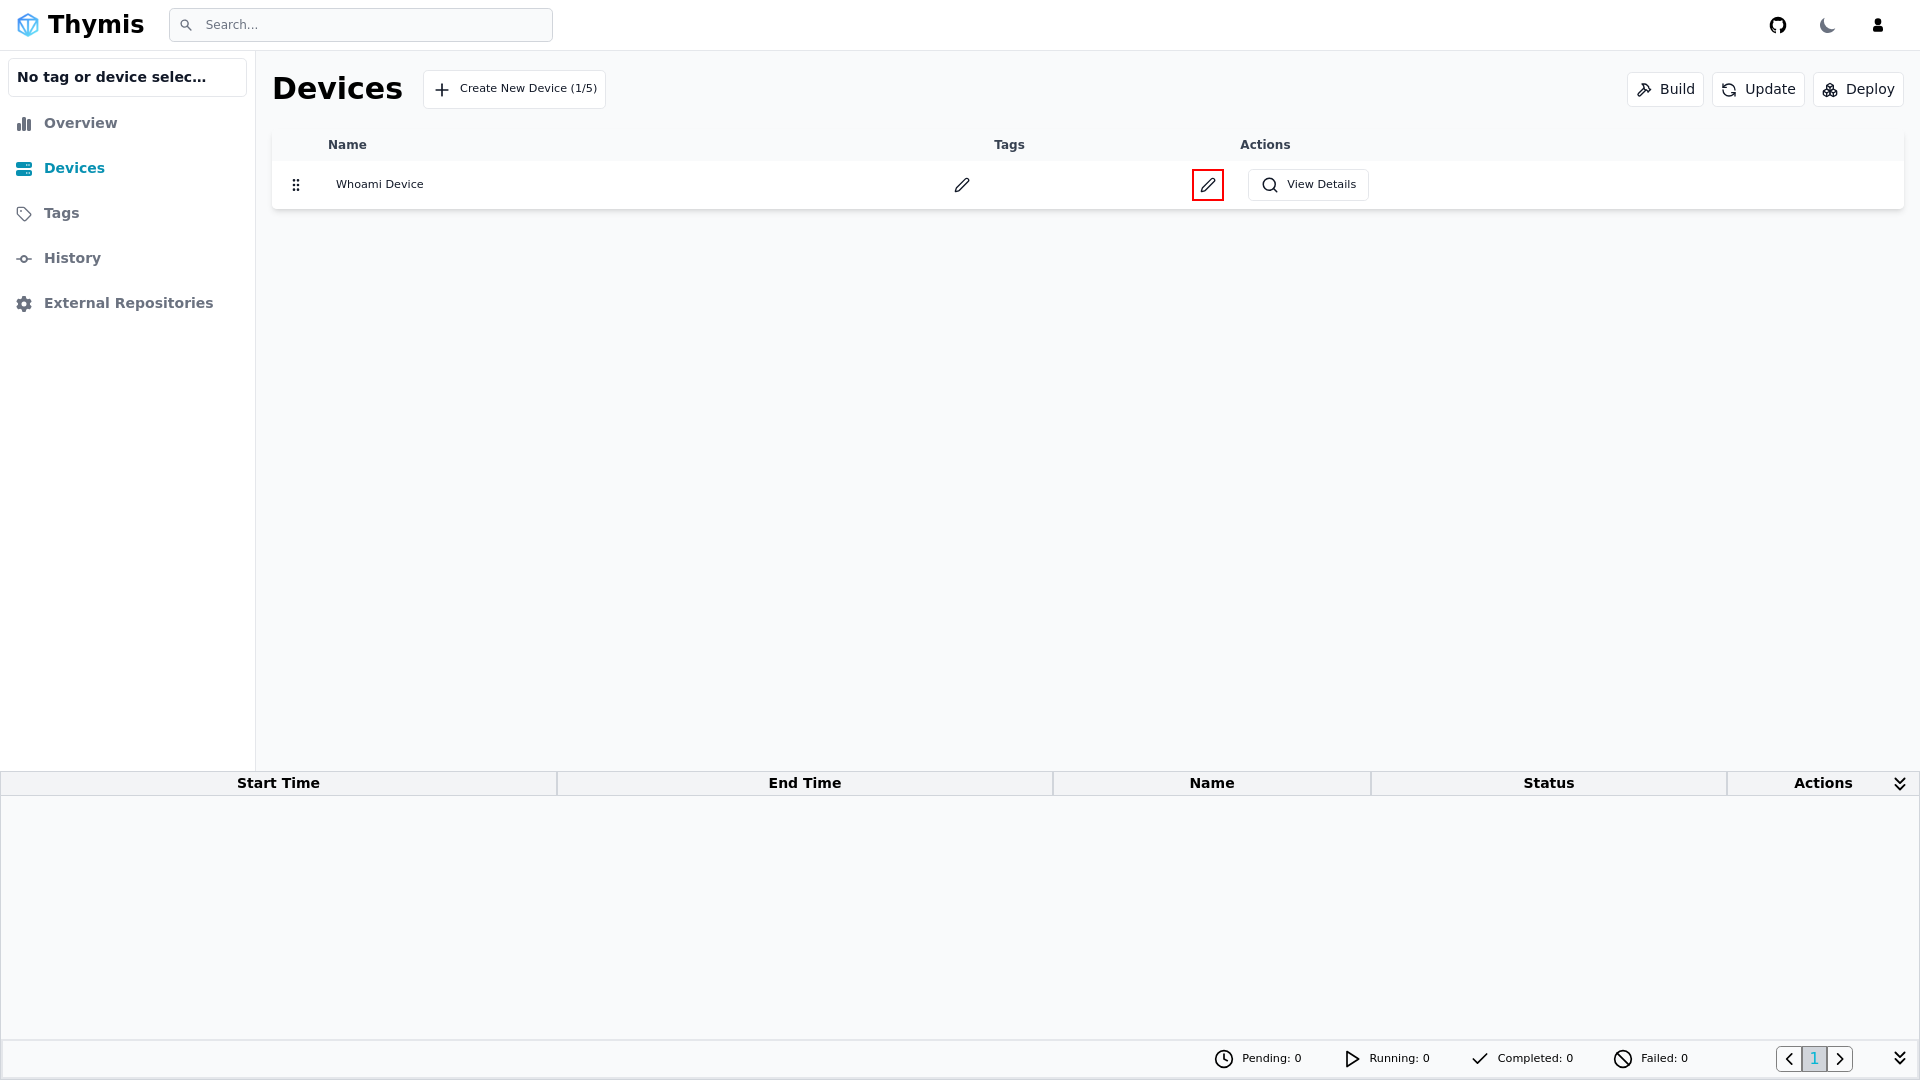 Thymis
Search...
No tag or device selec...
Overview
Devices
Tags
History
External Repositories
Devices
Create New Device (1/5)
Build
Update
Deploy
Name
Tags
Actions
Whoami Device
View Details
Start Time
End Time
Name
Status
Actions
Pending: 0
Running: 0
Completed: 0
Failed: 0
1